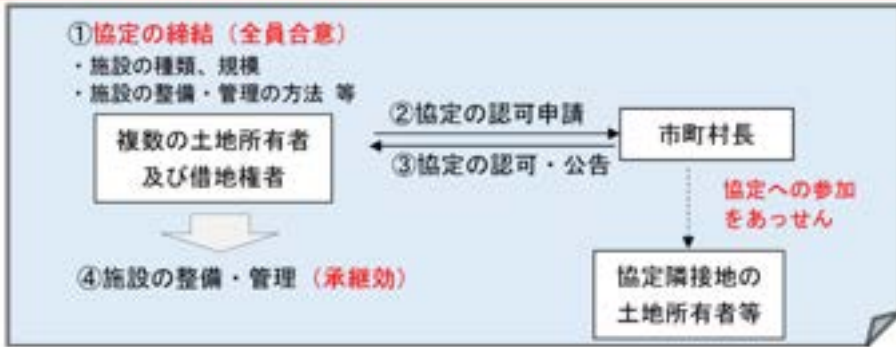 ①協定の締結（全員合意）
・施設の種類、規模
・施設の整備・管理の方法 等
複数の土地所有者
及び借地権者
②協定の認可申請
③協定の認可・公告
市町村長
協定への参加
をあっせん
④施設の整備・管理（承継効）
協定隣接地の
土地所有者等